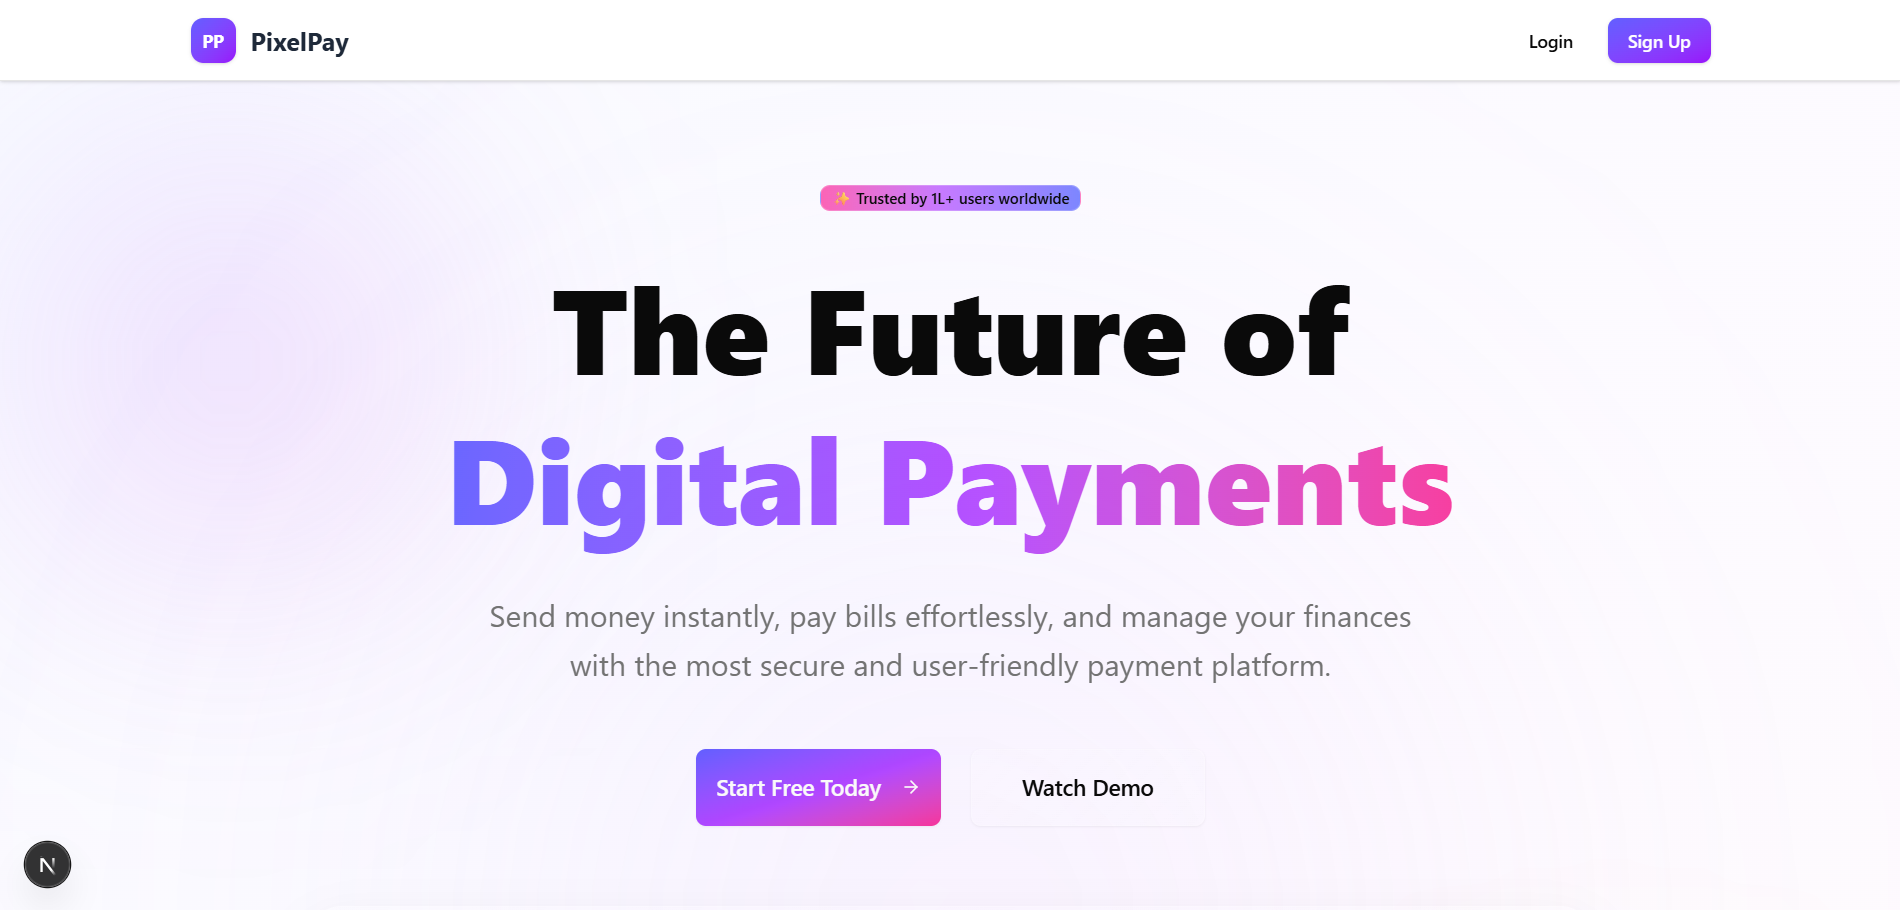 PP PixelPay Login Sign Up
✨ Trusted by 1L+ users worldwide
The Future of
Digital Payments
Send money instantly, pay bills effortlessly, and manage your finances
with the most secure and user-friendly payment platform.
Start Free Today → Watch Demo
N